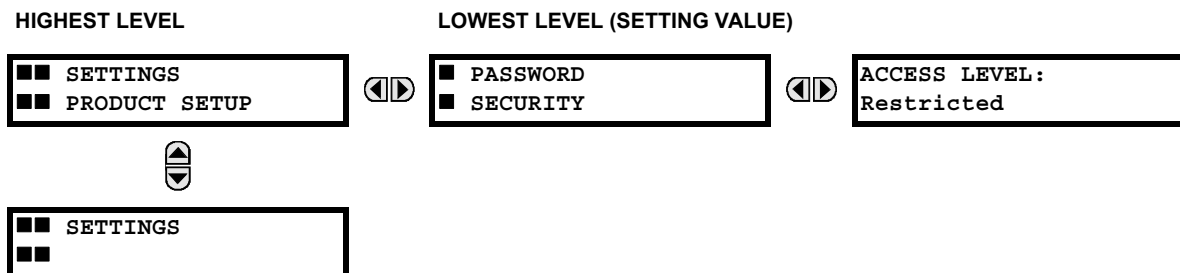 HIGHEST LEVEL
LOWEST LEVEL (SETTING VALUE)
■■ SETTINGS
■■ PRODUCT SETUP
■ PASSWORD
■ SECURITY
ACCESS LEVEL:
Restricted
■■ SETTINGS
■■